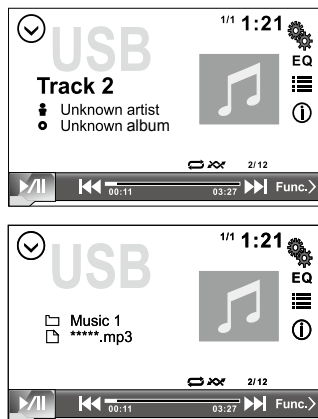 1/1 1:21
USB
EQ
Track 2
Unknown artist
Unknown album
2/12
00:11
03:27
Func.
1/1 1:21
USB
EQ
Music 1
*****.mp3
2/12
00:11
03:27
Func.